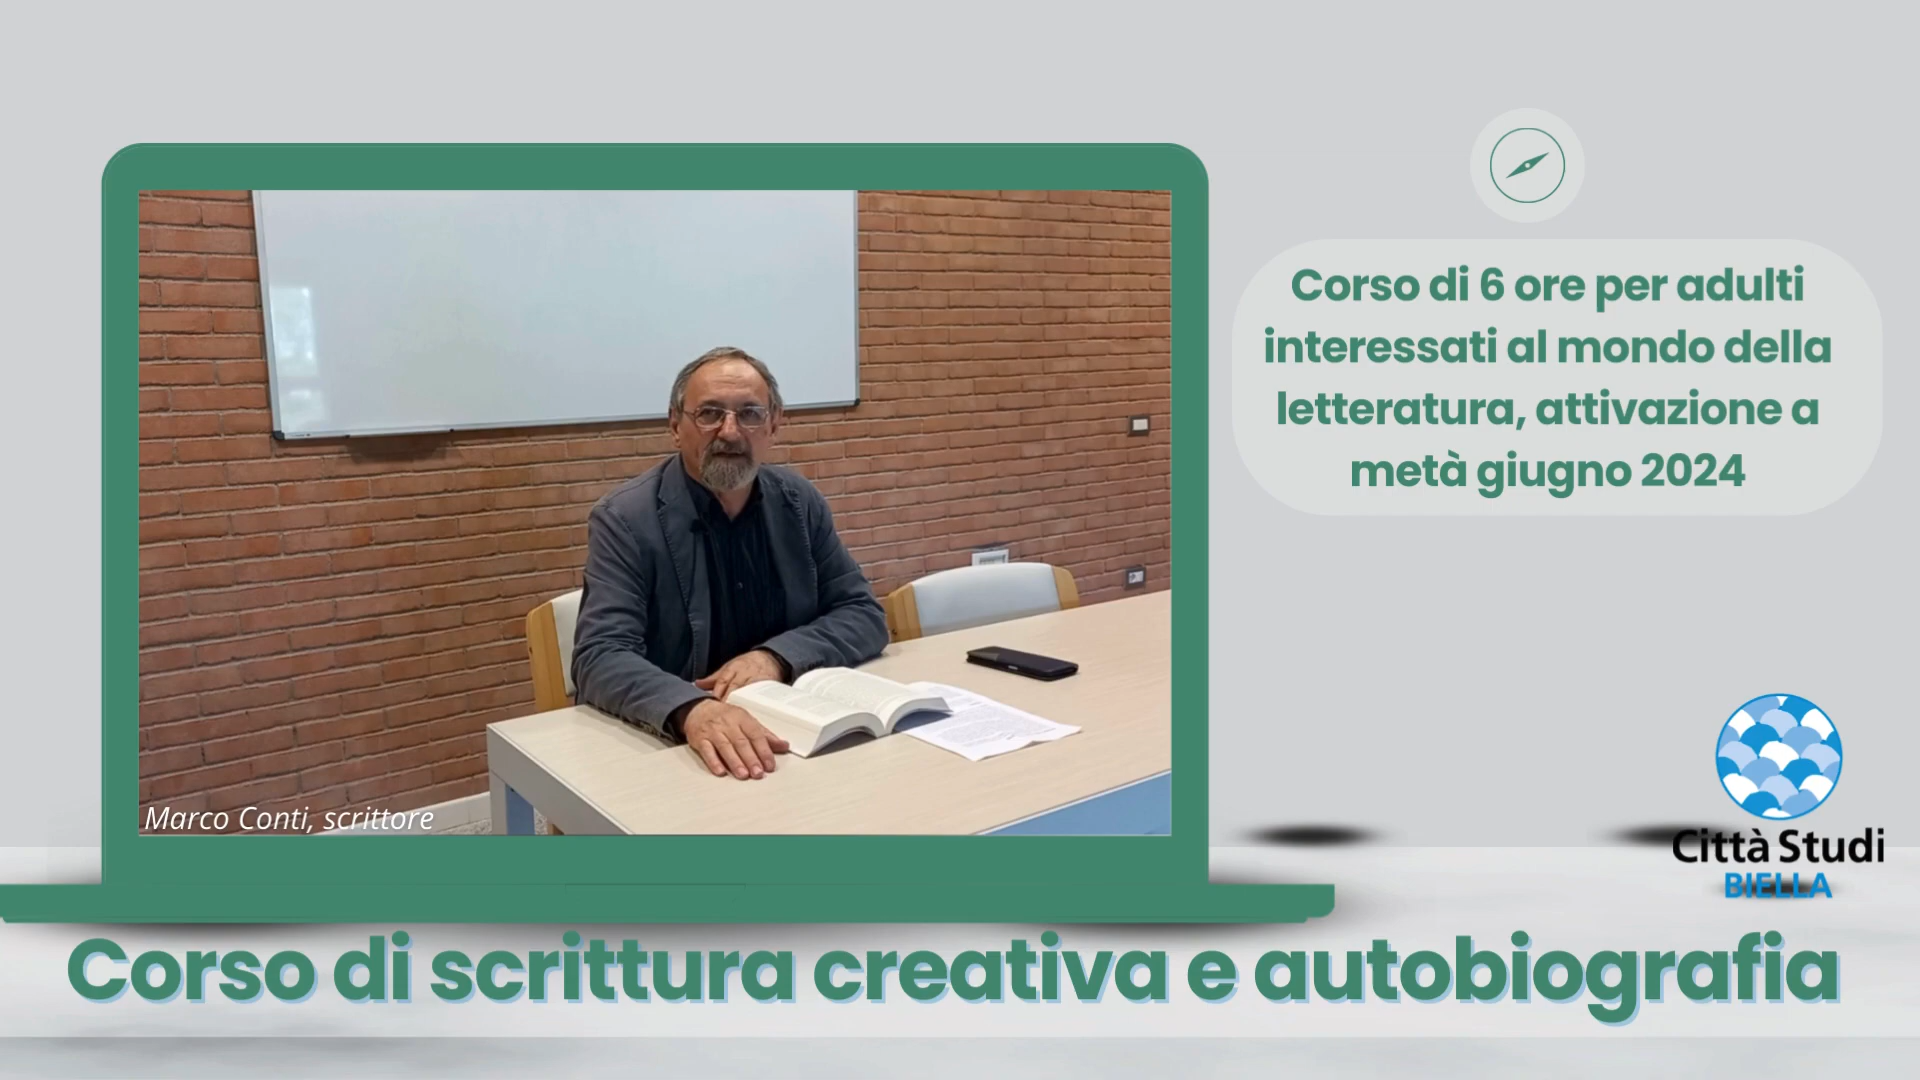 Corso di 6 ore per adulti
interessati al mondo della
letteratura, attivazione a
metà giugno 2024
Marco Conti, scrittore
Città Studi
BIELLA
Corso di scrittura creativa e autobiografia